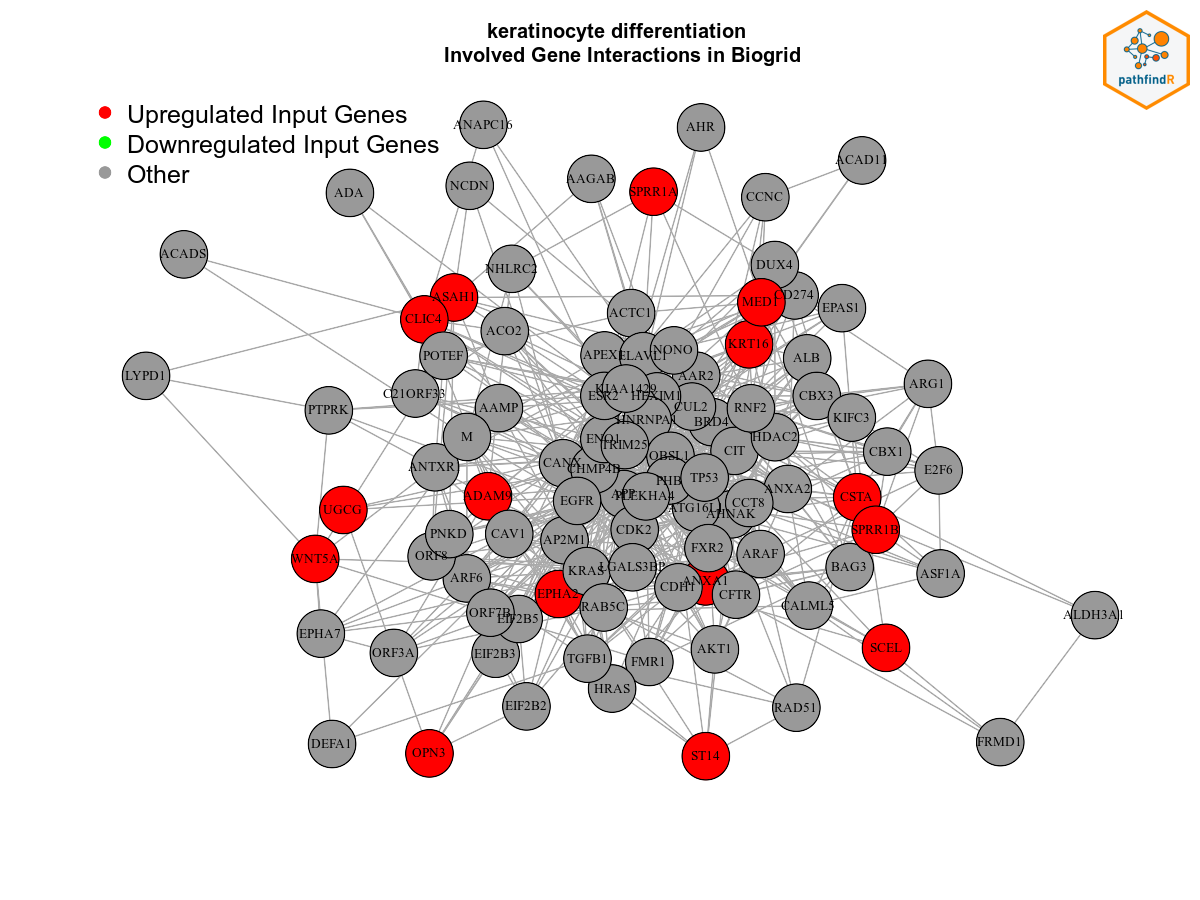 keratinocyte differentiation
Involved Gene Interactions in Biogrid
pathfindR
Upregulated Input Genes
Downregulated Input Genes
Other
ANAPC16
AHR
ACAD11
AAGAB
NCDN
ADA
SPRR1A
CCNC
ACADS
NHLRC2
DUX4
ASAH1
CD274
MED1
EPAS1
CLIC4
ACTC1
ACO2
KRT16
POTEF
APEX1
ELAVL1
NONO
ALB
LYPD1
AAR2
ARG1
C21ORF33
KIAA1429
ESR2
HEXIM1
CBX3
PTPRK
AAMP
CUL2
RNF2
KIFC3
HNRNPA1
BRD4
M
ENO1
TRIM25
HDAC2
CIT
CBX1
ANTXR
CANX
CHMP4B
OBSL1
E2F6
PHB
TP53
ANXA2
ADAM9
EGFR
APP
PLEKHA4
CSTA
UGCG
ATG16L1
CCT8
AHNAK
SPRR1B
PNKD
CAV1
AP2M1
CDK2
FXR2
ORF8
ARAF
WNT5A
ARF6
KRAS
LGALS3BP
BAG3
ASF1A
EPHA2
CDH1
ANXA1
CFTR
ORF7B
EIF2B5
RAB5C
CALML5
ALDH3A1
EPHA7
ORF3A
EIF2B3
TGFB1
FMR1
AKT1
SCEL
HRAS
EIF2B2
RAD51
DEFA1
OPN3
ST14
FRMD1